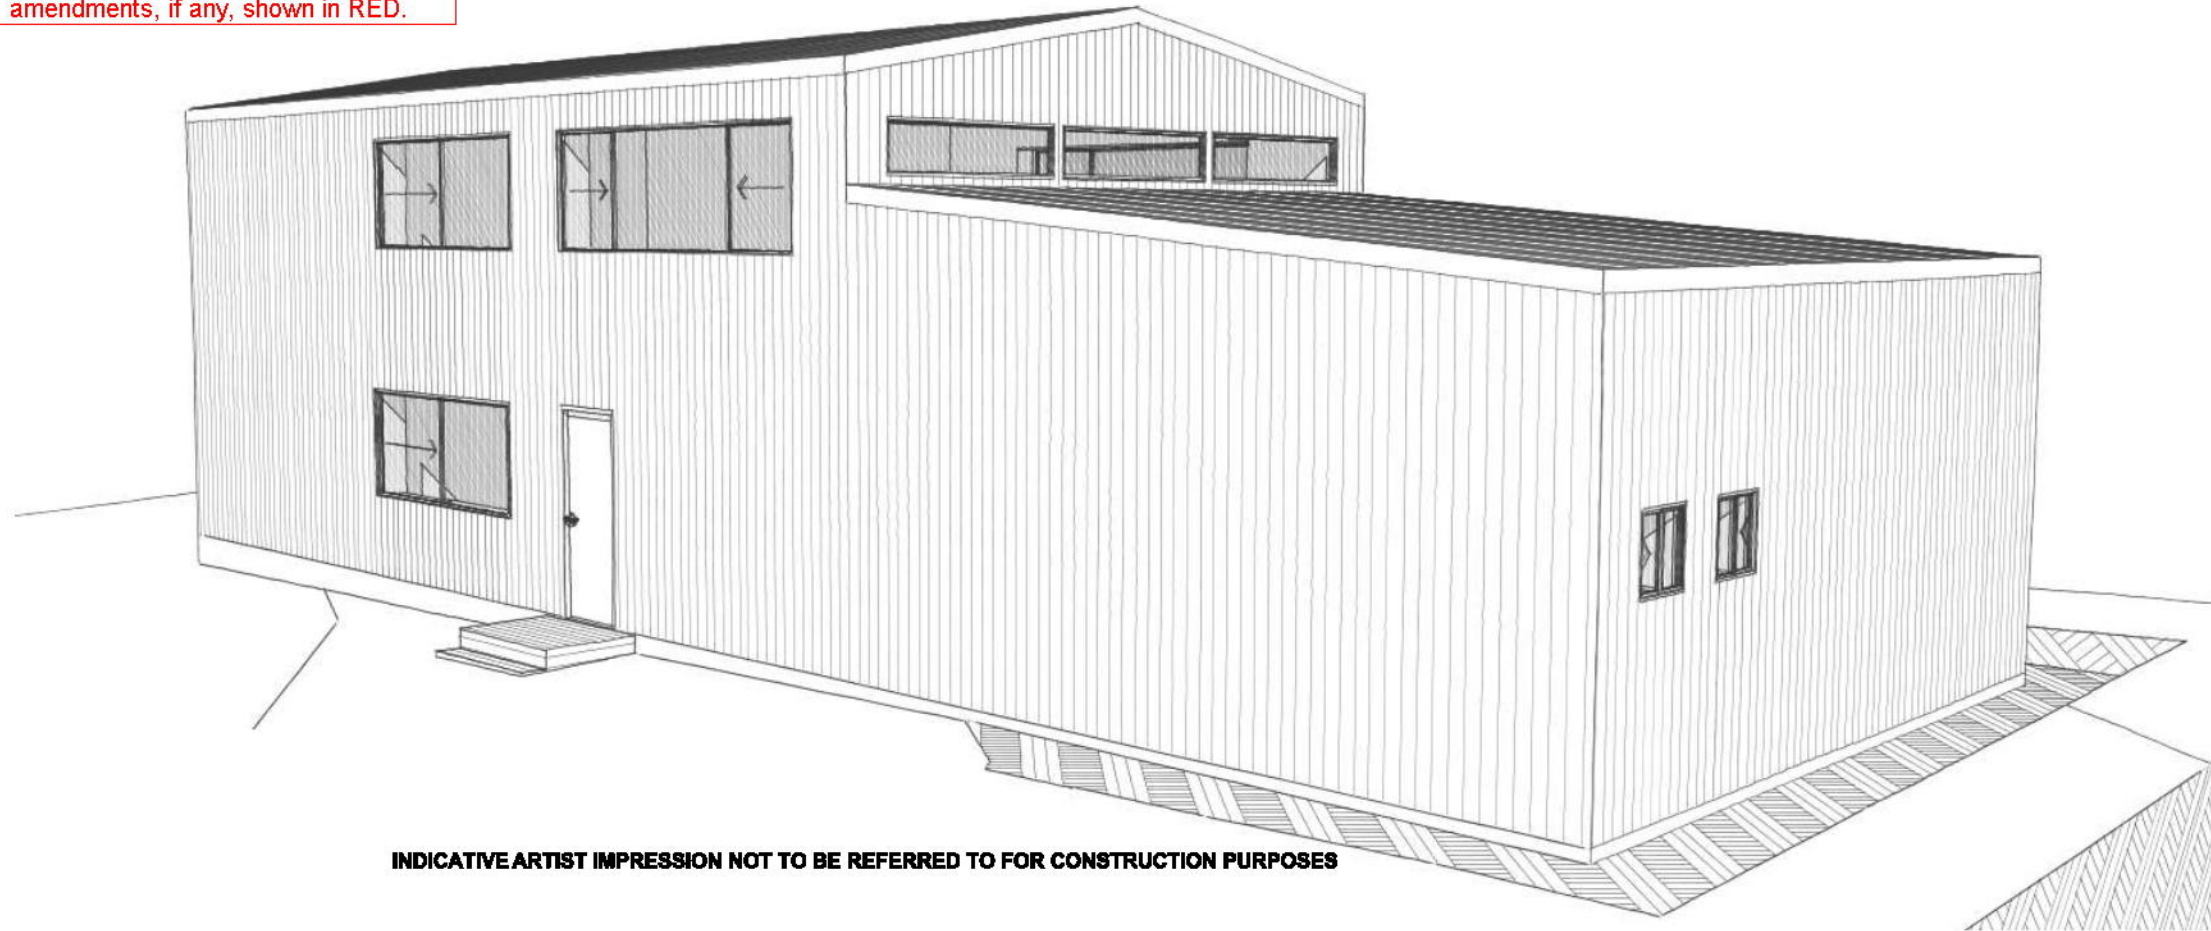 amendments, if any, shown in RED.
INDICATIVE ARTIST IMPRESSION NOT TO BE REFERRED TO FOR CONSTRUCTION PURPOSES